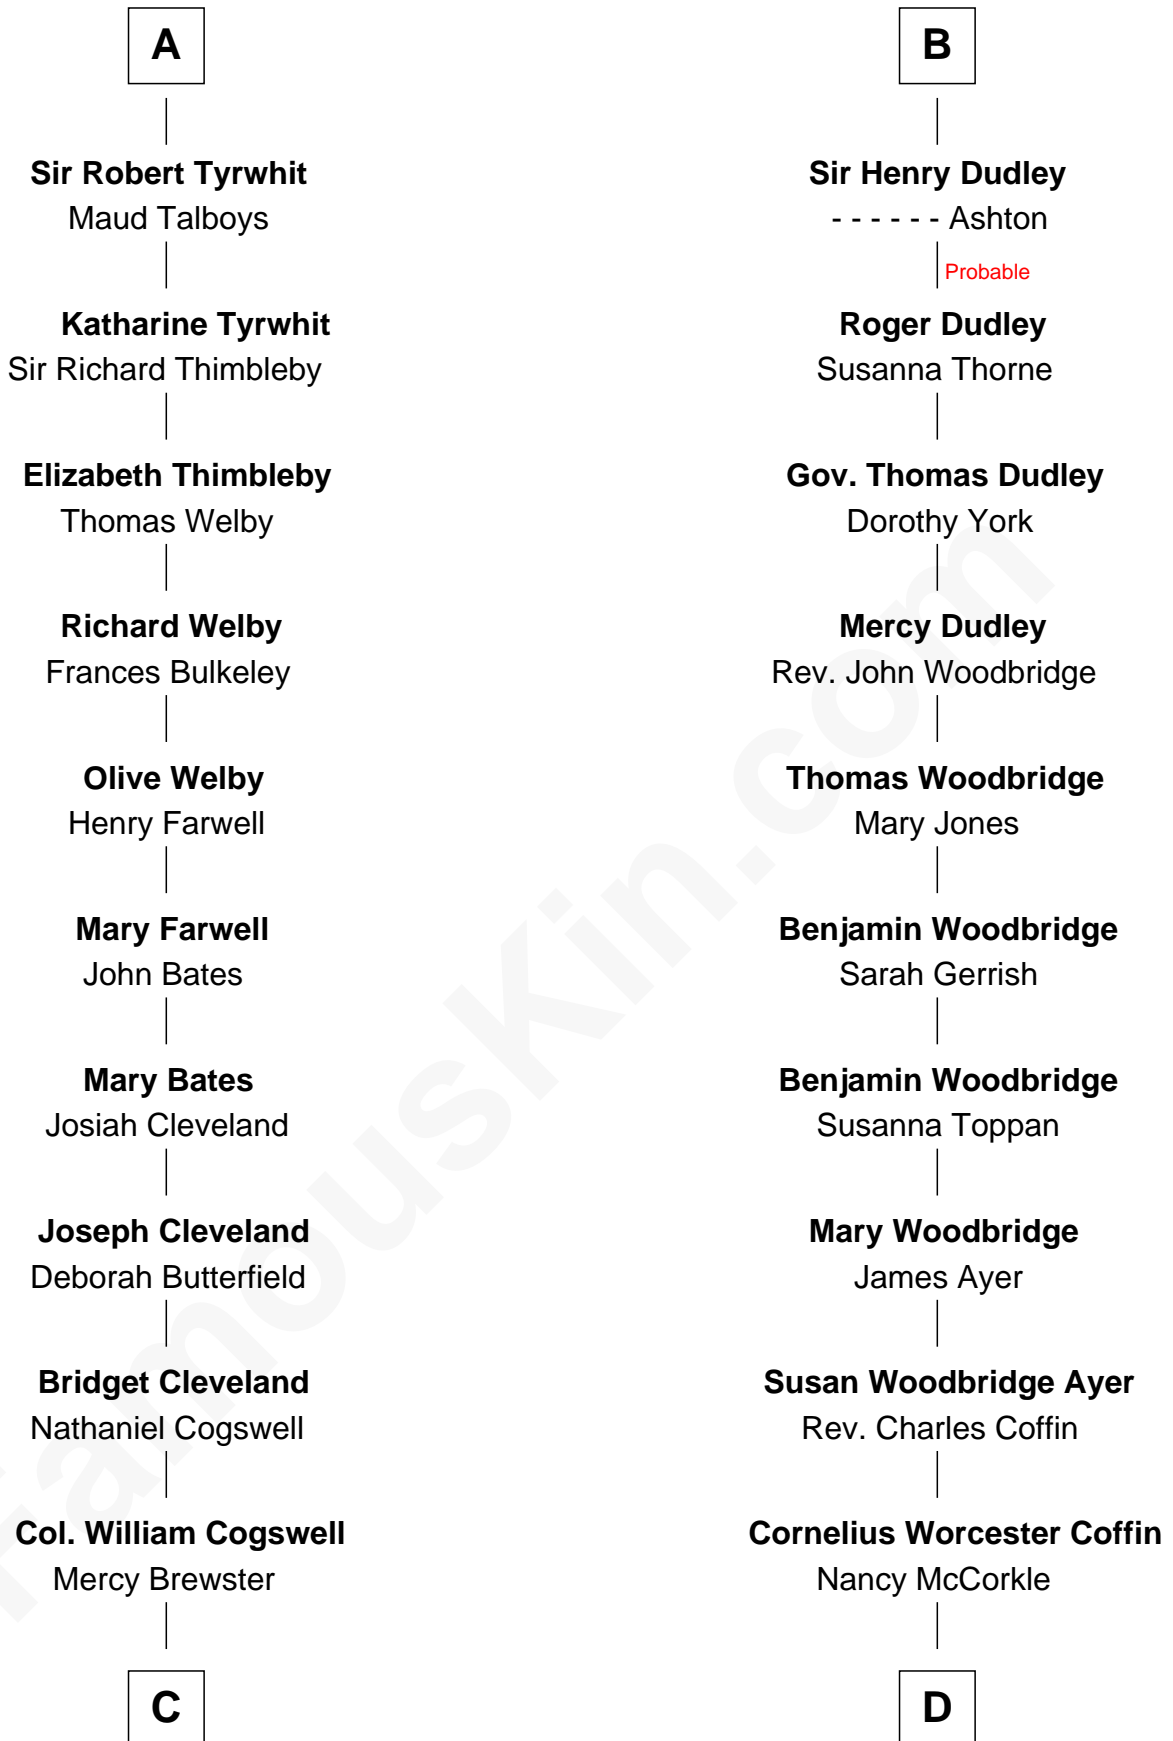 A
Sir Robert Tyrwhit
Maud Talboys
Katharine Tyrwhit
Sir Richard Thimbleby
Elizabeth Thimbleby
Thomas Welby
Richard Welby
Frances Bulkeley
Olive Welby
Henry Farwell
Mary Farwell
John Bates
Mary Bates
Josiah Cleveland
Joseph Cleveland
Deborah Butterfield
Bridget Cleveland
Nathaniel Cogswell
Col. William Cogswell
Mercy Brewster
C
B
Sir Henry Dudley
- - - - - - Ashton
Probable
Roger Dudley
Susanna Thorne
Gov. Thomas Dudley
Dorothy York
Mercy Dudley
Rev. John Woodbridge
Thomas Woodbridge
Mary Jones
Benjamin Woodbridge
Sarah Gerrish
Benjamin Woodbridge
Susanna Toppan
Mary Woodbridge
James Ayer
Susan Woodbridge Ayer
Rev. Charles Coffin
Cornelius Worcester Coffin
Nancy McCorkle
D
FamousKin.com